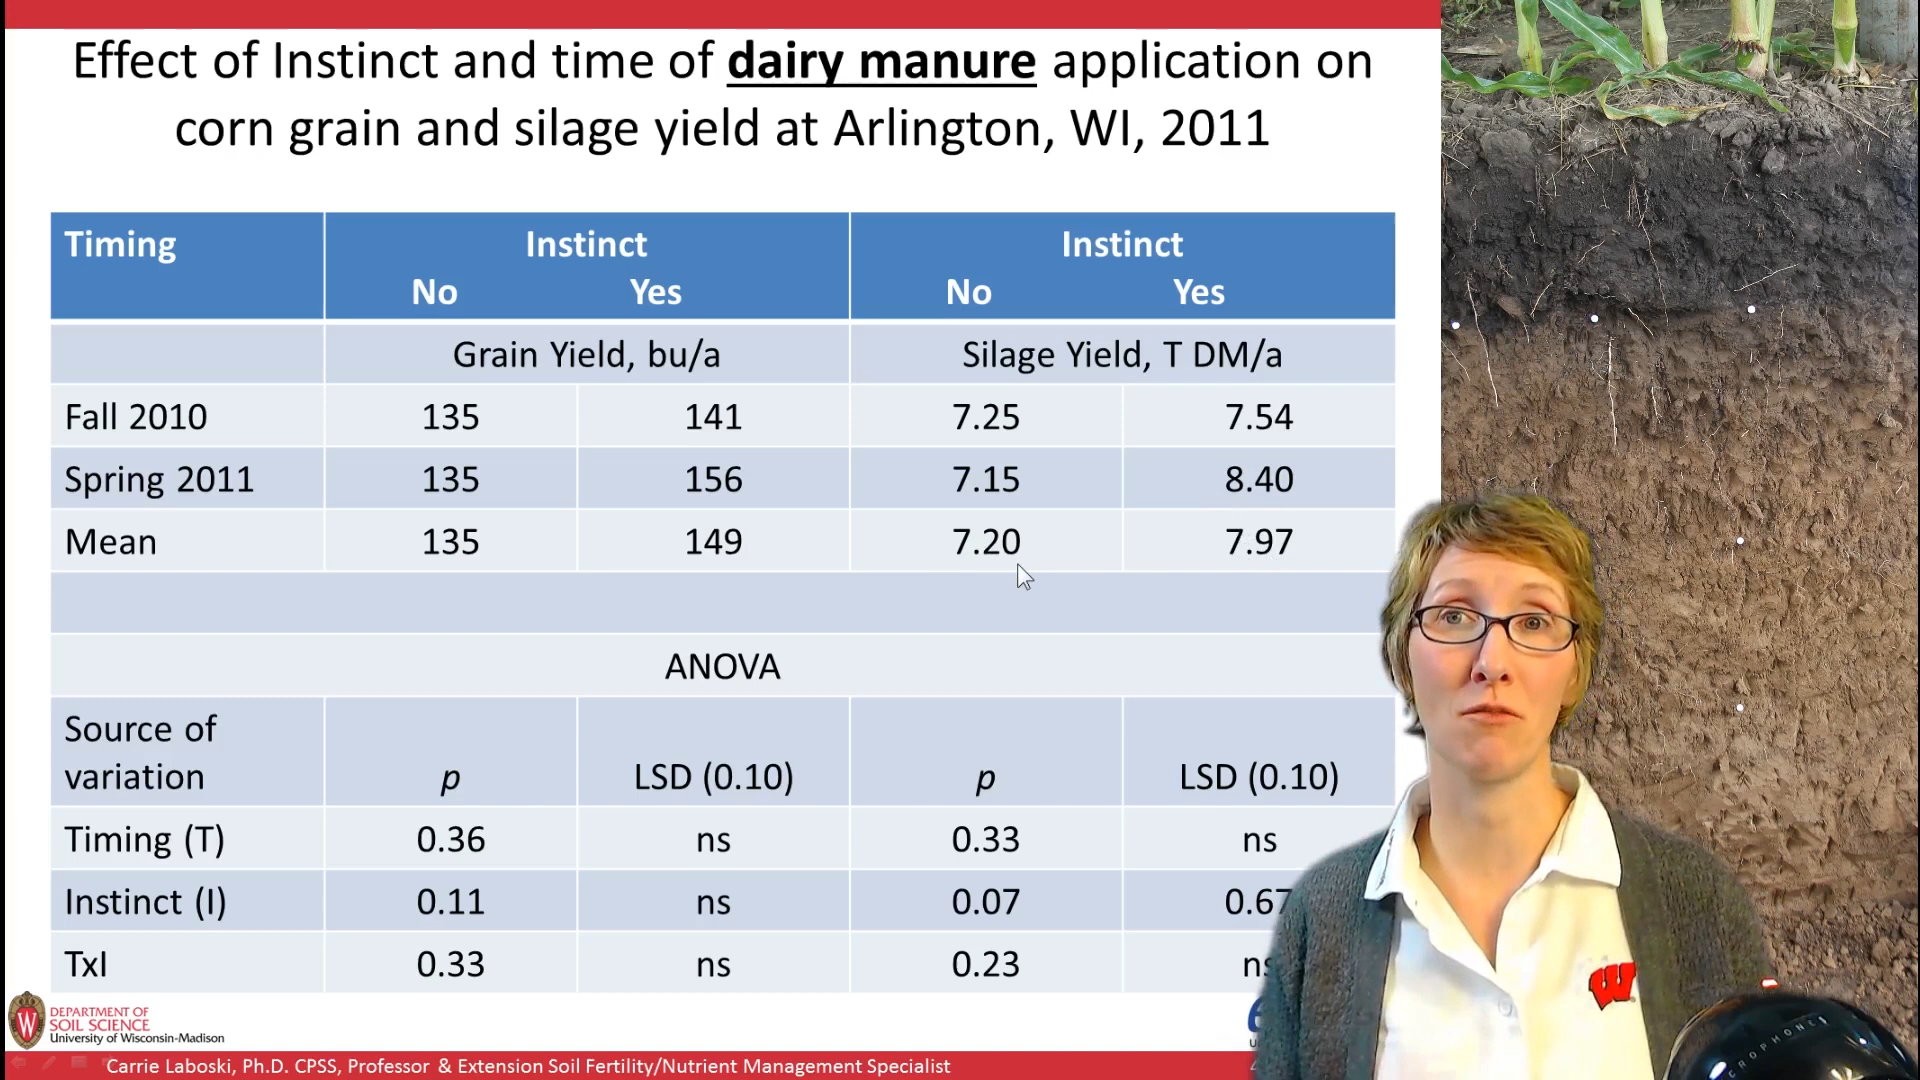 Effect of Instinct and time of dairy manure application on
corn grain and silage yield at Arlington, WI, 2011
Timing Instinct Instinct
No Yes No Yes
Grain Yield, bu/a Silage Yield, T DM/a
Fall 2010 135 141 7.25 7.54
Spring 2011 135 156 7.15 8.40
Mean 135 149 7.20 7.97
ANOVA
Source of
variation p LSD (0.10) p LSD (0.10)
Timing (T) 0.36 ns 0.33 ns
Instinct (I) 0.11 ns 0.07 0.67
TxI 0.33 ns 0.23 ns
W
DEPARTMENT OF
SOIL SCIENCE
University of Wisconsin-Madison
Carrie Laboski, Ph.D. CPSS, Professor & Extension Soil Fertility/Nutrient Management Specialist
W